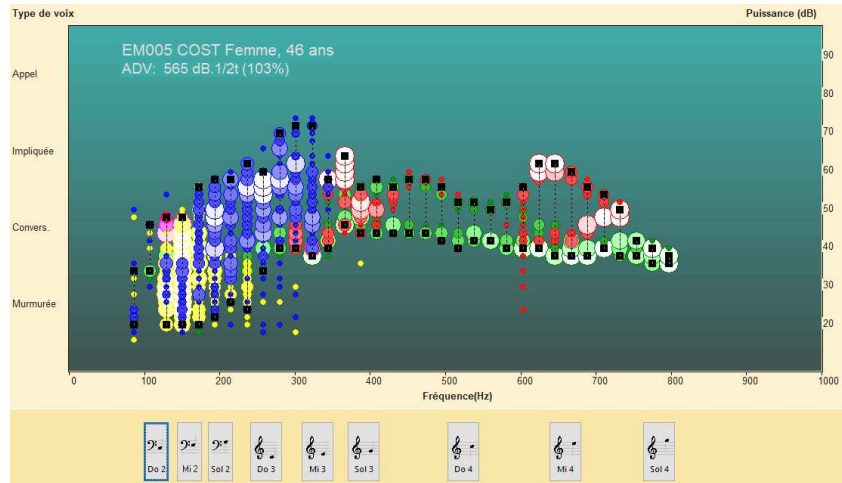 Type de voix
Puissance (dB)
EM005 COST Femme, 46 ans
ADV: 565 dB.1/2t (103%)
90
Appel
80
70
Impliquée
60
50
Convers.
40
30
Murmurée
20
0 100 200 300 400 500 600 700 800 900 1000
Fréquence(Hz)
Do 2 Mi 2 Sol 2 Do 3 Mi 3 Sol 3 Do 4 Mi 4 Sol 4